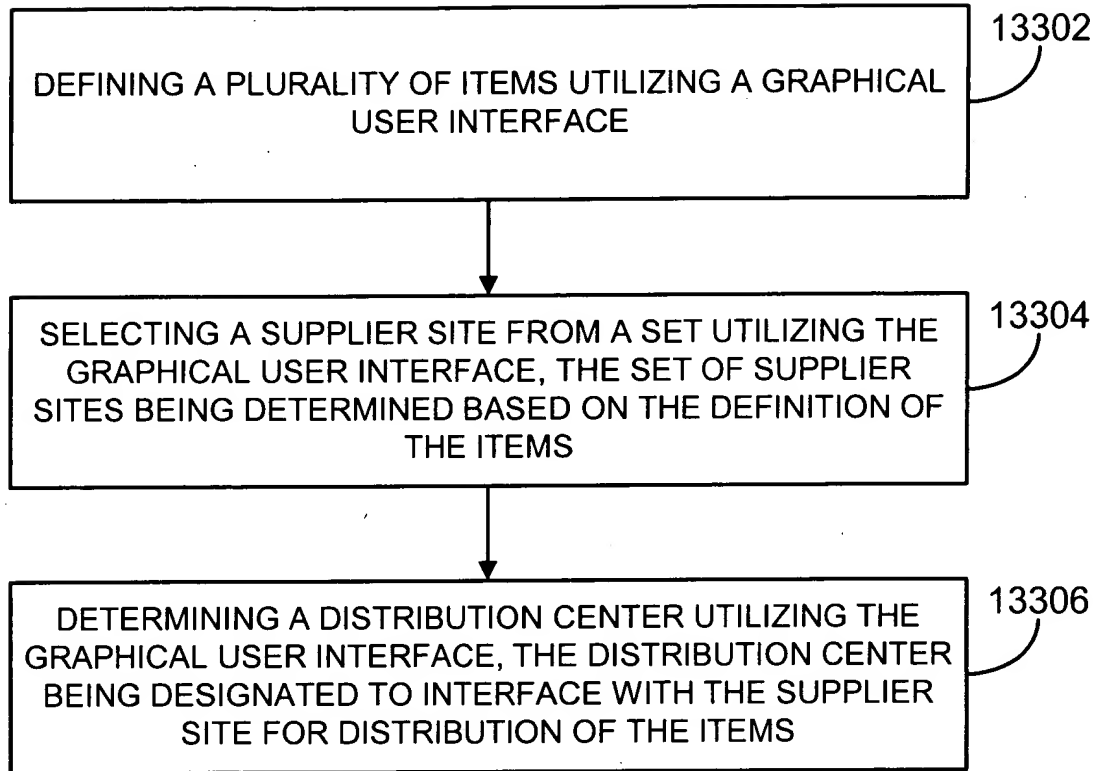 13302
DEFINING A PLURALITY OF ITEMS UTILIZING A GRAPHICAL
USER INTERFACE
13304
SELECTING A SUPPLIER SITE FROM A SET UTILIZING THE
GRAPHICAL USER INTERFACE, THE SET OF SUPPLIER
SITES BEING DETERMINED BASED ON THE DEFINITION OF
THE ITEMS
13306
DETERMINING A DISTRIBUTION CENTER UTILIZING THE
GRAPHICAL USER INTERFACE, THE DISTRIBUTION CENTER
BEING DESIGNATED TO INTERFACE WITH THE SUPPLIER
SITE FOR DISTRIBUTION OF THE ITEMS